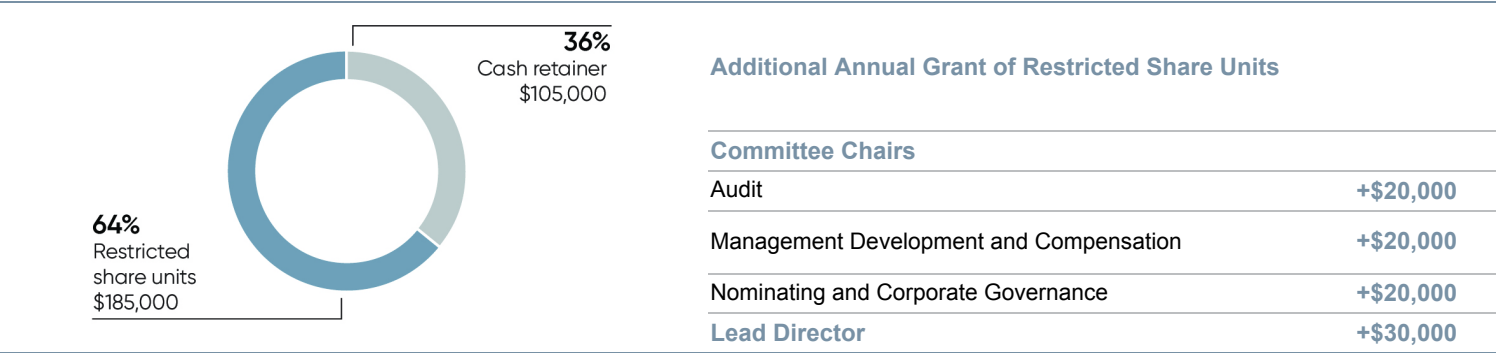 36%
Cash retainer
$105,000
64%
Restricted
share units
$185,000
Additional Annual Grant of Restricted Share Units
Committee Chairs
Audit +$20,000
Management Development and Compensation +$20,000
Nominating and Corporate Governance +$20,000
Lead Director +$30,000